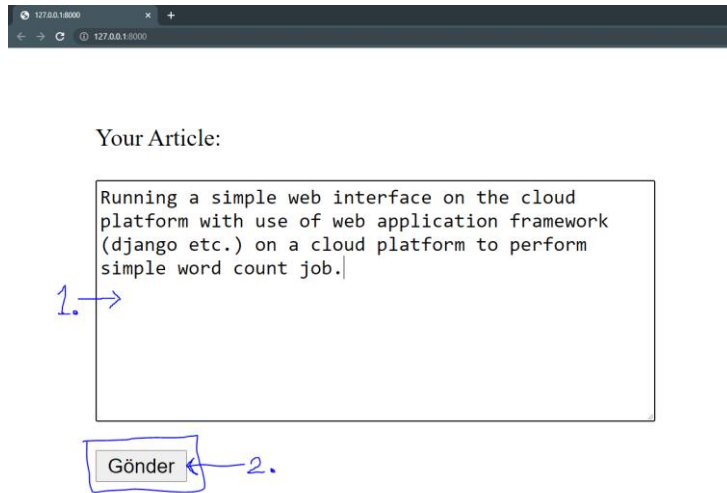 127.0.0.1:8000
127.0.0.1:8000
Your Article:
Running a simple web interface on the cloud
platform with use of web application framework
(django etc.) on a cloud platform to perform
simple word count job.
1.
Gönder
2.